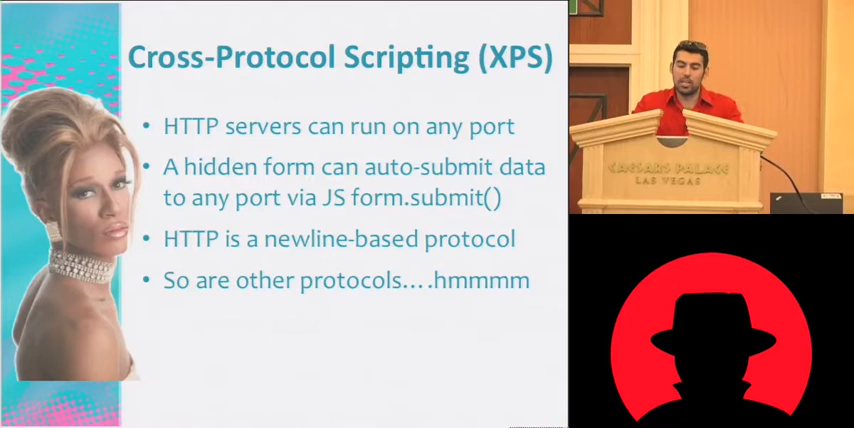 Cross-Protocol Scripting (XPS)
• HTTP servers can run on any port
• A hidden form can auto-submit data
to any port via JS form.submit()
• HTTP is a newline-based protocol
• So are other protocols....hmmmm
CAESARS PALACE
LAS VEGAS